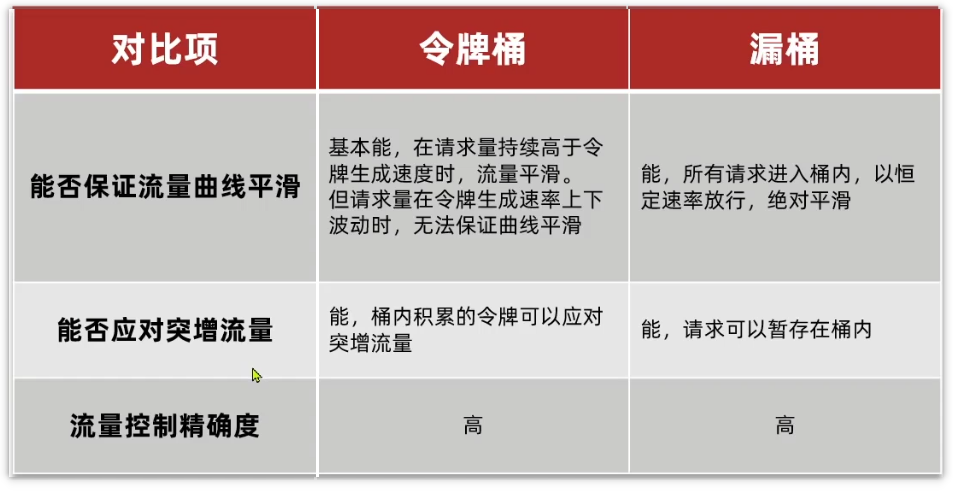 对比项
令牌桶
漏桶
能否保证流量曲线平滑
基本能，在请求量持续高于令
牌生成速度时，流量平滑。
但请求量在令牌生成速率上下
波动时，无法保证曲线平滑
能，所有请求进入桶内，以恒
定速率放行，绝对平滑
能否应对突增流量
能，桶内积累的令牌可以应对
突增流量
能，请求可以暂存在桶内
流量控制精确度
高
高